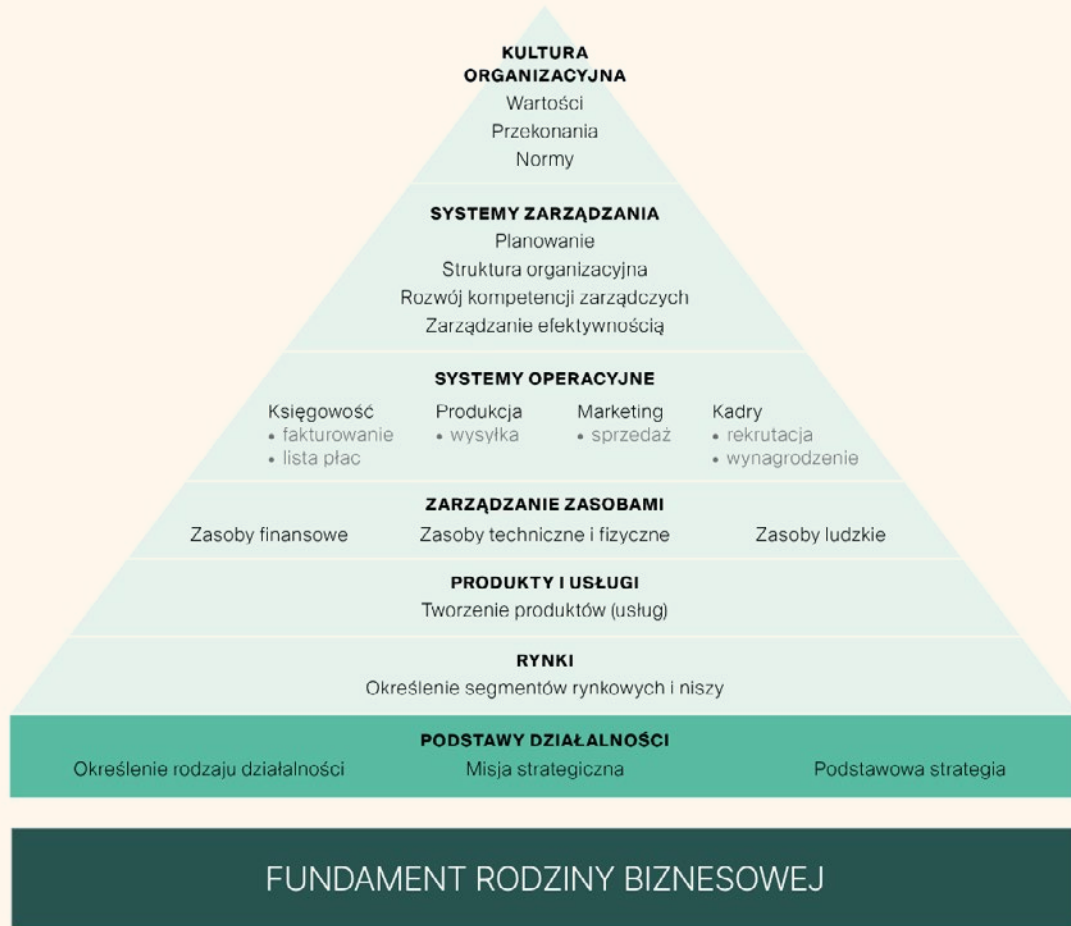 KULTURA
ORGANIZACYJNA
Wartości
Przekonania
Normy
SYSTEMY ZARZĄDZANIA
Planowanie
Struktura organizacyjna
Rozwój kompetencji zarządczych
Zarządzanie efektywnością
SYSTEMY OPERACYJNE
Księgowość
• fakturowanie
• lista płac
Produkcja
• wysyłka
Marketing
• sprzedaż
Kadry
• rekrutacja
• wynagrodzenie
ZARZĄDZANIE ZASOBAMI
Zasoby finansowe
Zasoby techniczne i fizyczne
Zasoby ludzkie
PRODUKTY I USŁUGI
Tworzenie produktów (usług)
RYNKI
Określenie segmentów rynkowych i niszy
PODSTAWY DZIAŁALNOŚCI
Określenie rodzaju działalności
Misja strategiczna
Podstawowa strategia
FUNDAMENT RODZINY BIZNESOWEJ